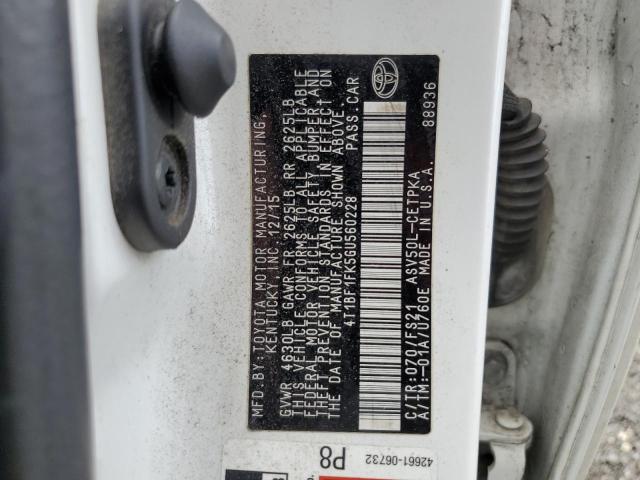 MFD.BY: TOYOTA MOTOR MANUFACTURING,
KENTUCKY, INC. 12/15
GVWR 4630LB GAWR FR 2625LB RR 2625LB
THIS VEHICLE CONFORMS TO ALL APPLICABLE
FEDERAL MOTOR VEHICLE SAFETY, BUMPER, AND
THEFT PREVENTION STANDARDS IN EFFECT ON
THE DATE OF MANUFACTURE SHOWN ABOVE.
4T1BF1FK5GU560228 PASS.CAR
C/TR:070/FS21 ASV50L-CETPKA
A/TM:-01A/U760E MADE IN U.S.A.
88936
P8
42661-06732